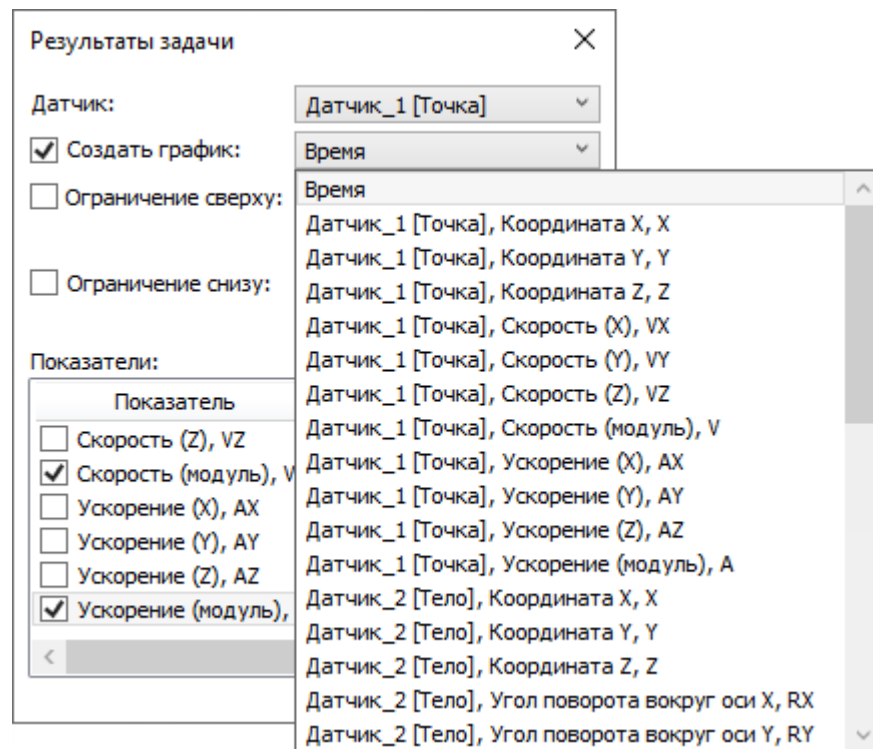 Результаты задачи
Датчик:
Датчик_1 [Точка]
Создать график:
Время
Ограничение сверху:
Ограничение снизу:
Показатели:
Показатель
Скорость (Z), VZ
Скорость (модуль), V
Ускорение (X), AX
Ускорение (Y), AY
Ускорение (Z), AZ
Ускорение (модуль),
Время
Датчик_1 [Точка], Координата X, X
Датчик_1 [Точка], Координата Y, Y
Датчик_1 [Точка], Координата Z, Z
Датчик_1 [Точка], Скорость (X), VX
Датчик_1 [Точка], Скорость (Y), VY
Датчик_1 [Точка], Скорость (Z), VZ
Датчик_1 [Точка], Скорость (модуль), V
Датчик_1 [Точка], Ускорение (X), AX
Датчик_1 [Точка], Ускорение (Y), AY
Датчик_1 [Точка], Ускорение (Z), AZ
Датчик_1 [Точка], Ускорение (модуль), A
Датчик_2 [Тело], Координата X, X
Датчик_2 [Тело], Координата Y, Y
Датчик_2 [Тело], Координата Z, Z
Датчик_2 [Тело], Угол поворота вокруг оси X, RX
Датчик_2 [Тело], Угол поворота вокруг оси Y, RY